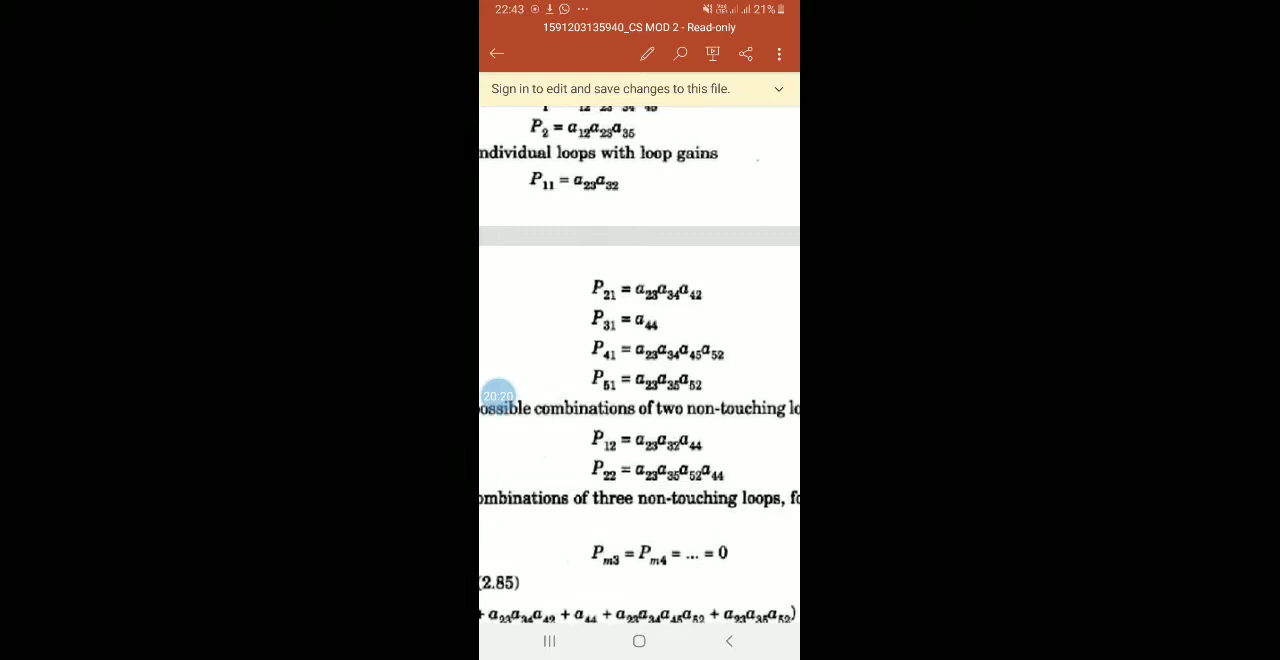 22:43 21%
1591203135940_CS MOD 2 - Read-only
Sign in to edit and save changes to this file.
P₂ = a₁₂a₂₃a₃₅
ndividual loops with loop gains
P₁₁ = a₂₃a₃₂
P₂₁ = a₂₃a₃₄a₄₂
P₃₁ = a₄₄
P₄₁ = a₂₃a₃₄a₄₅a₅₂
P₅₁ = a₂₃a₃₅a₅₂
20:20
ossible combinations of two non-touching lo
P₁₂ = a₂₃a₃₂a₄₄
P₂₂ = a₂₃a₃₅a₅₂a₄₄
ombinations of three non-touching loops, fo
Pm3 = Pm4 = ... = 0
(2.85)
+ a₂₃a₃₄a₄₂ + a₄₄ + a₂₃a₃₄a₄₅a₅₂ + a₂₃a₃₅a₅₂)